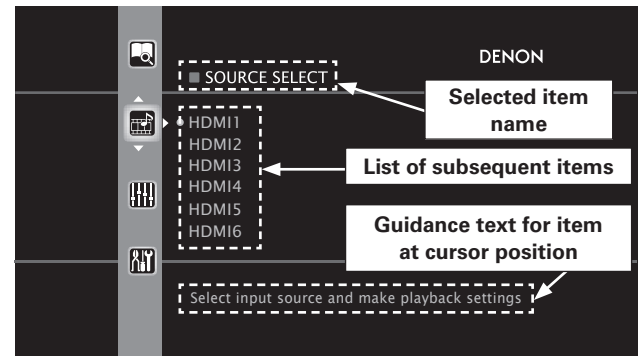 DENON
■ SOURCE SELECT
Selected item
name
HDMI1
HDMI2
HDMI3
HDMI4
HDMI5
HDMI6
List of subsequent items
Guidance text for item
at cursor position
Select input source and make playback settings